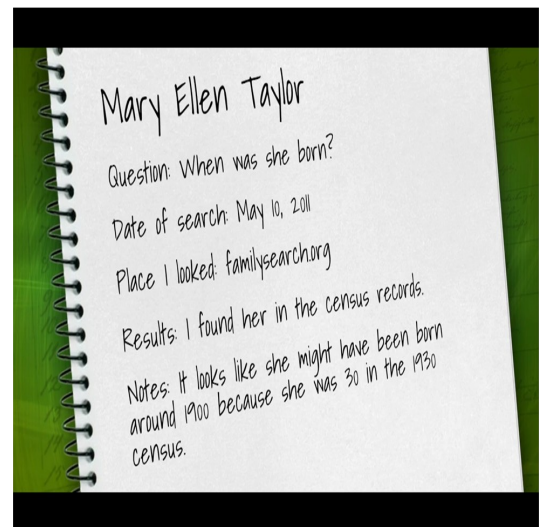 Mary Ellen Taylor
Question: When was she born?
Date of search: May 10, 2011
Place I looked: familysearch.org
Results: I found her in the census records.
Notes: It looks like she might have been born
around 1900 because she was 30 in the 1930
census.